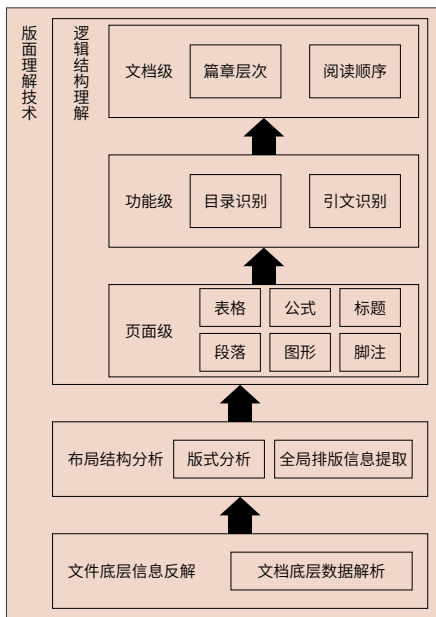 版面理解技术
逻辑结构理解
文档级
篇章层次
阅读顺序
功能级
目录识别
引文识别
页面级
表格
公式
标题
段落
图形
脚注
布局结构分析
版式分析
全局排版信息提取
文件底层信息反解
文档底层数据解析